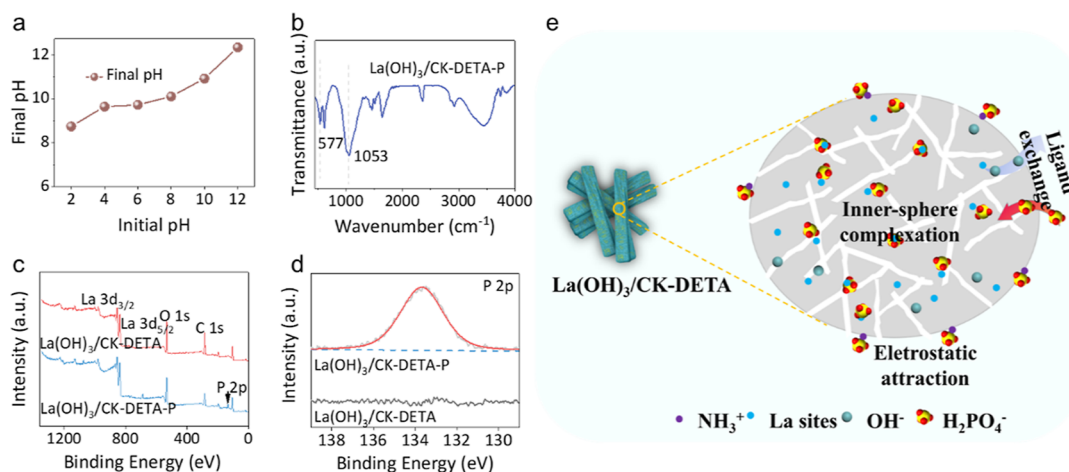 a
Final pH
12
10
8
6
Final pH
2 4 6 8 10 12
Initial pH
b
Transmittance (a.u.)
La(OH)3/CK-DETA-P
577
1053
0 1000 2000 3000 4000
Wavenumber (cm-1)
c
Intensity (a.u.)
La 3d3/2
La 3d5/2
O 1s
C 1s
La(OH)3/CK-DETA
P 2p
La(OH)3/CK-DETA-P
1200 800 400 0
Binding Energy (eV)
d
Intensity (a.u.)
P 2p
La(OH)3/CK-DETA-P
La(OH)3/CK-DETA
138 136 134 132 130
Binding Energy (eV)
e
La(OH)3/CK-DETA
Ligand
exchange
Inner-sphere
complexation
Eletrostatic
attraction
NH3+ La sites OH- H2PO4-